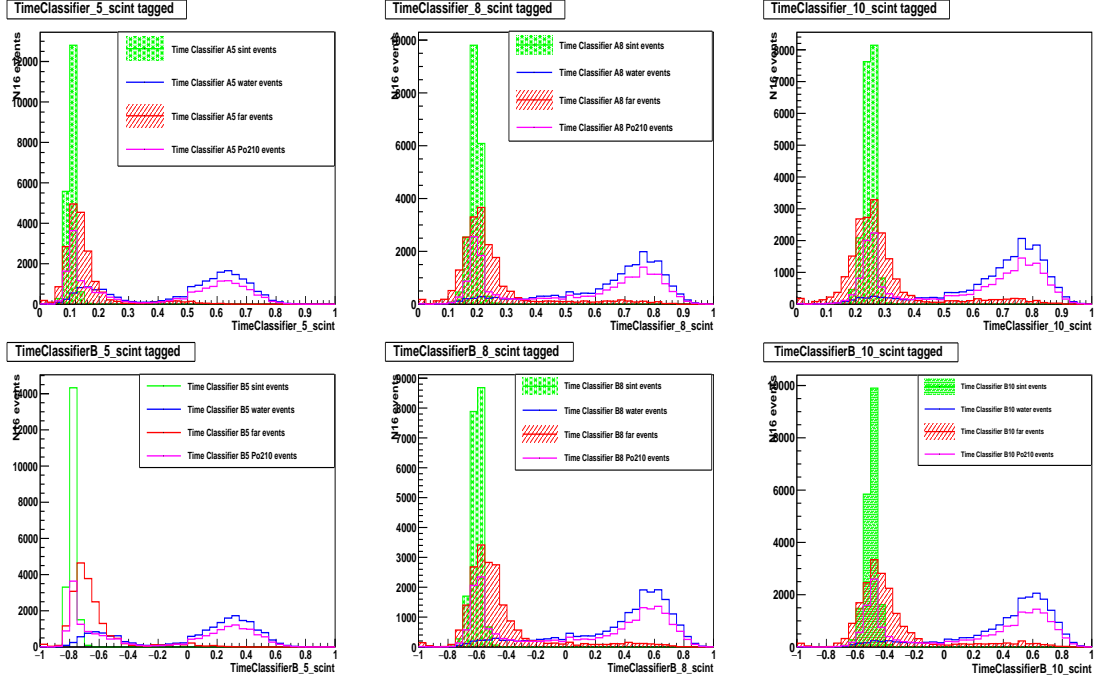 TimeClassifier_5_scint tagged
N16 events
Time Classifier A5 sint events
Time Classifier A5 water events
Time Classifier A5 far events
Time Classifier A5 Po210 events
12000
10000
8000
6000
4000
2000
0
0 0.1 0.2 0.3 0.4 0.5 0.6 0.7 0.8 0.9 1
TimeClassifier_5_scint
TimeClassifier_8_scint tagged
N16 events
Time Classifier A8 sint events
Time Classifier A8 water events
Time Classifier A8 far events
Time Classifier A8 Po210 events
10000
8000
6000
4000
2000
0
0 0.1 0.2 0.3 0.4 0.5 0.6 0.7 0.8 0.9 1
TimeClassifier_8_scint
TimeClassifier_10_scint tagged
N16 events
8000
7000
6000
5000
4000
3000
2000
1000
0
0 0.1 0.2 0.3 0.4 0.5 0.6 0.7 0.8 0.9 1
TimeClassifier_10_scint
TimeClassifierB_5_scint tagged
N16 events
Time Classifier B5 sint events
Time Classifier B5 water events
Time Classifier B5 far events
Time Classifier B5 Po210 events
14000
12000
10000
8000
6000
4000
2000
0
−1 −0.8 −0.6 −0.4 −0.2 0 0.2 0.4 0.6 0.8 1
TimeClassifierB_5_scint
TimeClassifierB_8_scint tagged
N16 events
Time Classifier B8 sint events
Time Classifier B8 water events
Time Classifier B8 far events
Time Classifier B8 Po210 events
9000
8000
7000
6000
5000
4000
3000
2000
1000
0
−1 −0.8 −0.6 −0.4 −0.2 0 0.2 0.4 0.6 0.8 1
TimeClassifierB_8_scint
TimeClassifierB_10_scint tagged
N16 events
Time Classifier B10 sint events
Time Classifier B10 water events
Time Classifier B10 far events
Time Classifier B10 Po210 events
10000
8000
6000
4000
2000
0
−1 −0.8 −0.6 −0.4 −0.2 0 0.2 0.4 0.6 0.8 1
TimeClassifierB_10_scint